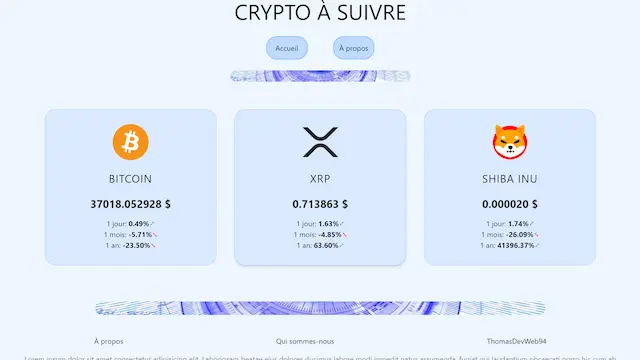 CRYPTO À SUIVRE
Accueil À propos
BITCOIN
37018.052928 $
1 jour: 0.49%
1 mois: -5.71%
1 an: -23.50%
XRP
0.713863 $
1 jour: 1.63%
1 mois: -4.85%
1 an: 63.60%
SHIBA INU
0.000020 $
1 jour: 1.74%
1 mois: -26.09%
1 an: 41396.37%
À propos Qui sommes-nous ThomasDevWeb94